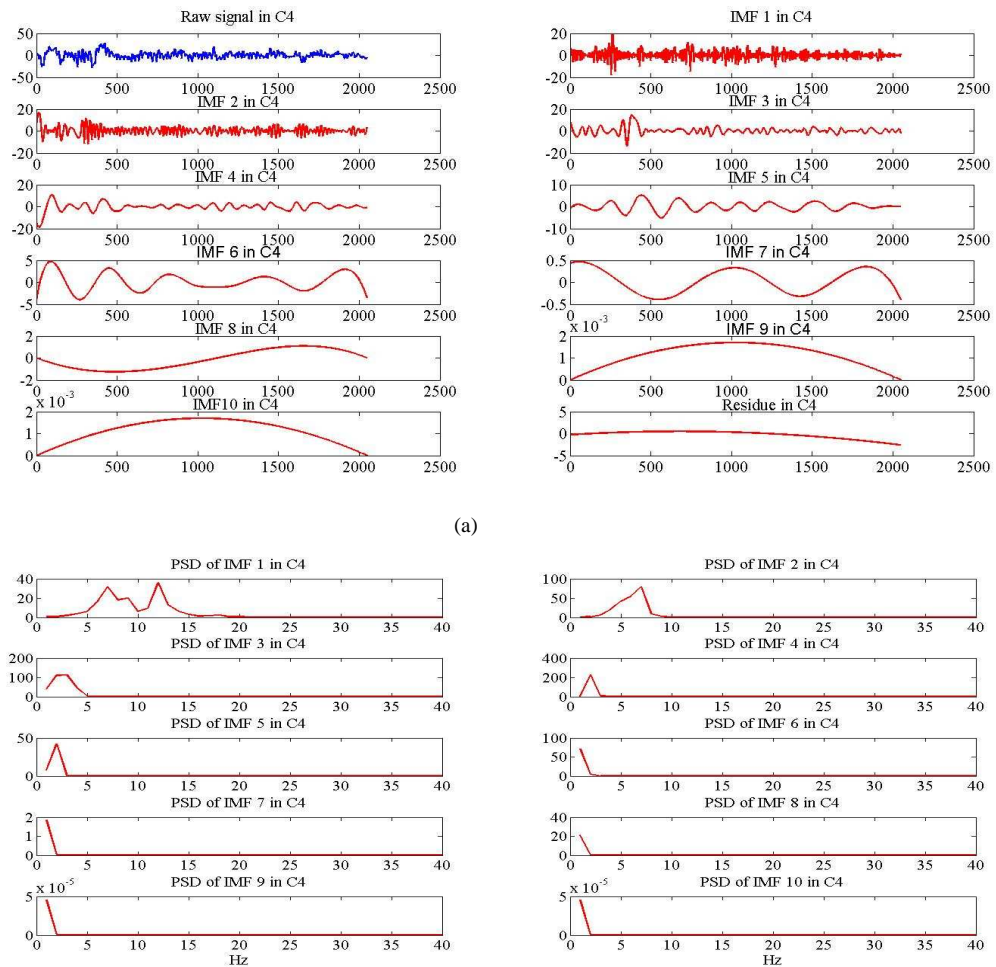 Raw signal in C4
50
0
-50
0 500 1000 1500 2000 2500
IMF 1 in C4
20
0
-20
0 500 1000 1500 2000 2500
IMF 2 in C4
20
0
-20
0 500 1000 1500 2000 2500
IMF 3 in C4
20
0
-20
0 500 1000 1500 2000 2500
IMF 4 in C4
20
0
-20
0 500 1000 1500 2000 2500
IMF 5 in C4
10
0
-10
0 500 1000 1500 2000 2500
IMF 6 in C4
5
0
-5
0 500 1000 1500 2000 2500
IMF 7 in C4
0.5
0
-0.5
0 500 1000 1500 2000 2500
IMF 8 in C4
2
0
-2
0 500 1000 1500 2000 2500
x 10⁻³
IMF 9 in C4
2
1
0
0 500 1000 1500 2000 2500
x 10⁻³
IMF10 in C4
2
1
0
0 500 1000 1500 2000 2500
Residue in C4
5
0
-5
0 500 1000 1500 2000 2500
(a)
PSD of IMF 1 in C4
40
20
0
0 5 10 15 20 25 30 35 40
PSD of IMF 2 in C4
100
50
0
0 5 10 15 20 25 30 35 40
PSD of IMF 3 in C4
200
100
0
0 5 10 15 20 25 30 35 40
PSD of IMF 4 in C4
400
200
0
0 5 10 15 20 25 30 35 40
PSD of IMF 5 in C4
50
0
0 5 10 15 20 25 30 35 40
PSD of IMF 6 in C4
100
50
0
0 5 10 15 20 25 30 35 40
PSD of IMF 7 in C4
2
1
0
0 5 10 15 20 25 30 35 40
PSD of IMF 8 in C4
40
20
0
0 5 10 15 20 25 30 35 40
x 10⁻⁵
PSD of IMF 9 in C4
5
0
0 5 10 15 20 25 30 35 40
Hz
x 10⁻⁵
PSD of IMF 10 in C4
5
0
0 5 10 15 20 25 30 35 40
Hz